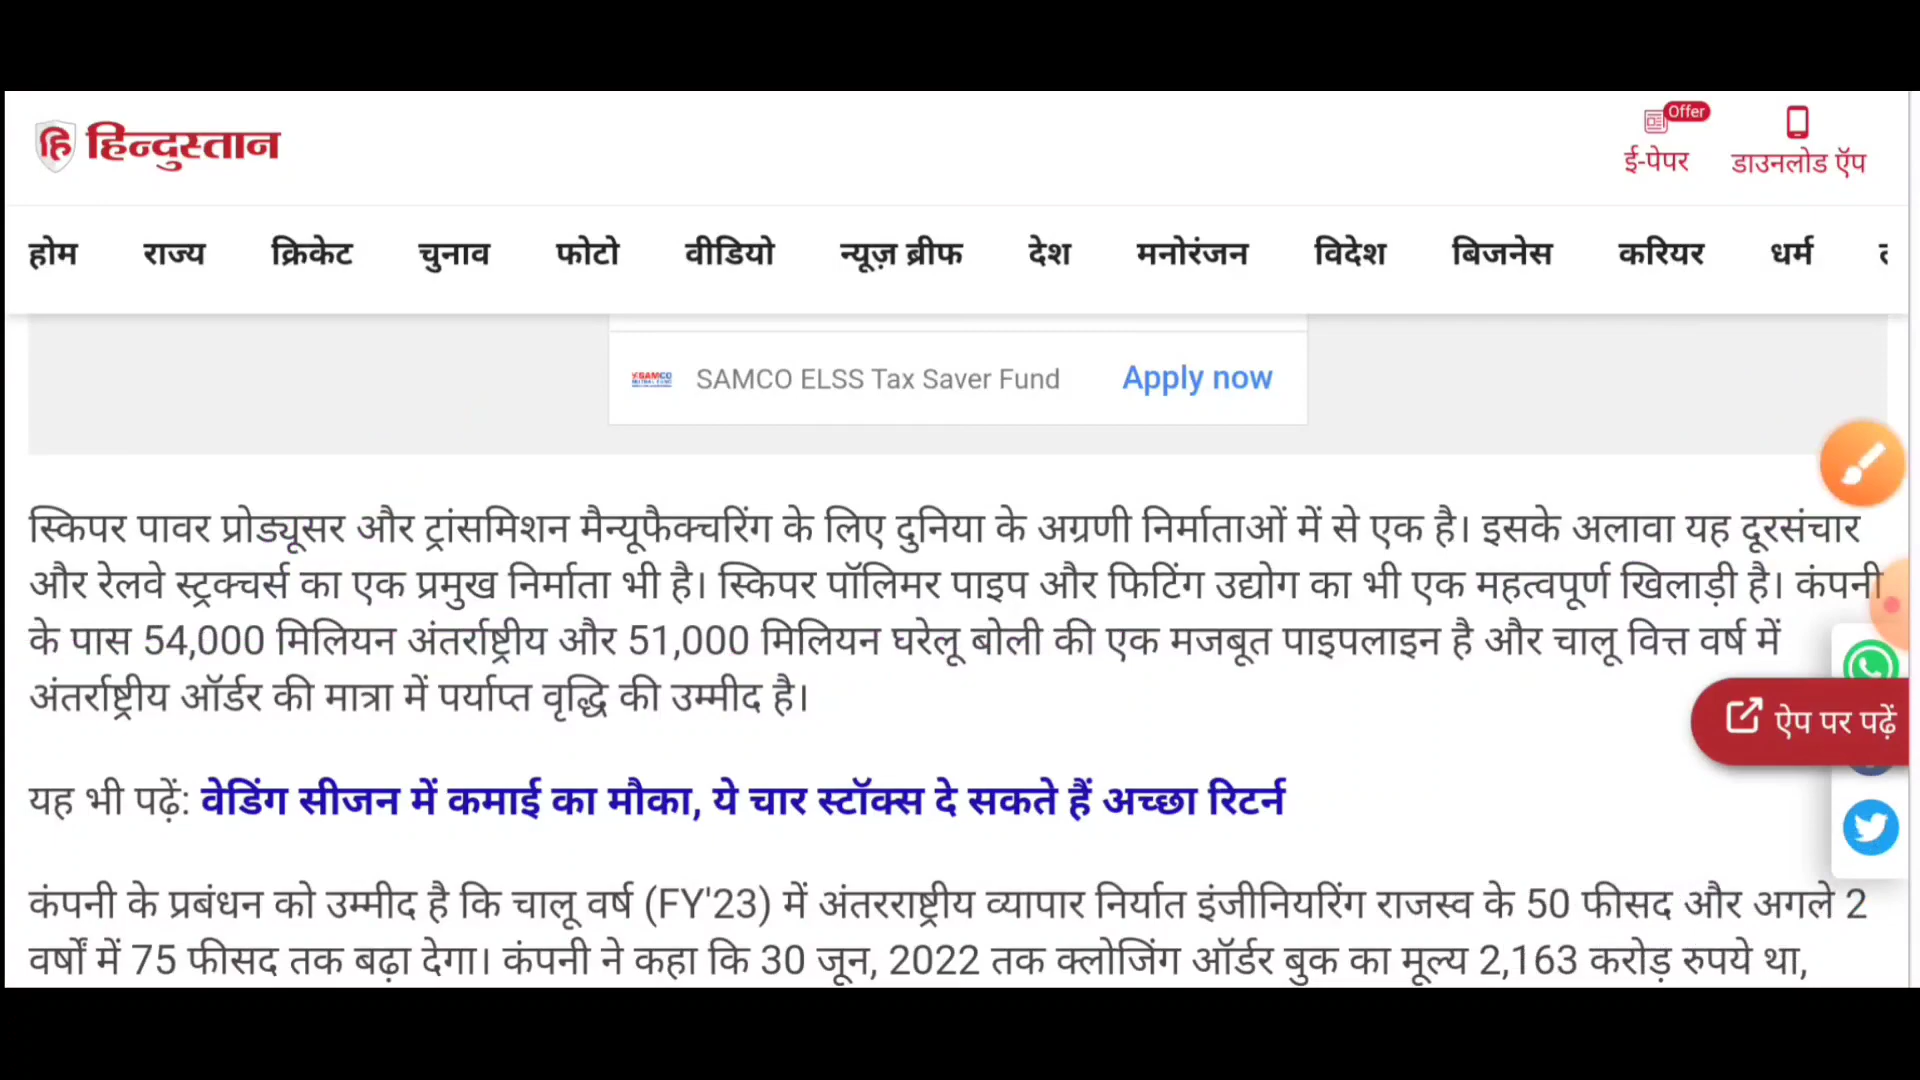 हि हिन्दुस्तान
Offer
ई-पेपर
डाउनलोड ऍप
होम राज्य क्रिकेट चुनाव फोटो वीडियो न्यूज़ ब्रीफ देश मनोरंजन विदेश बिजनेस करियर धर्म
SAMCO
SAMCO ELSS Tax Saver Fund Apply now
स्किपर पावर प्रोड्यूसर और ट्रांसमिशन मैन्यूफैक्चरिंग के लिए दुनिया के अग्रणी निर्माताओं में से एक है। इसके अलावा यह दूरसंचार
और रेलवे स्ट्रक्चर्स का एक प्रमुख निर्माता भी है। स्किपर पॉलिमर पाइप और फिटिंग उद्योग का भी एक महत्वपूर्ण खिलाड़ी है। कंपनी
के पास 54,000 मिलियन अंतर्राष्ट्रीय और 51,000 मिलियन घरेलू बोली की एक मजबूत पाइपलाइन है और चालू वित्त वर्ष में
अंतर्राष्ट्रीय ऑर्डर की मात्रा में पर्याप्त वृद्धि की उम्मीद है।
ऐप पर पढ़ें
यह भी पढ़ें: वेडिंग सीजन में कमाई का मौका, ये चार स्टॉक्स दे सकते हैं अच्छा रिटर्न
कंपनी के प्रबंधन को उम्मीद है कि चालू वर्ष (FY'23) में अंतरराष्ट्रीय व्यापार निर्यात इंजीनियरिंग राजस्व के 50 फीसद और अगले 2
वर्षों में 75 फीसद तक बढ़ा देगा। कंपनी ने कहा कि 30 जून, 2022 तक क्लोजिंग ऑर्डर बुक का मूल्य 2,163 करोड़ रुपये था,